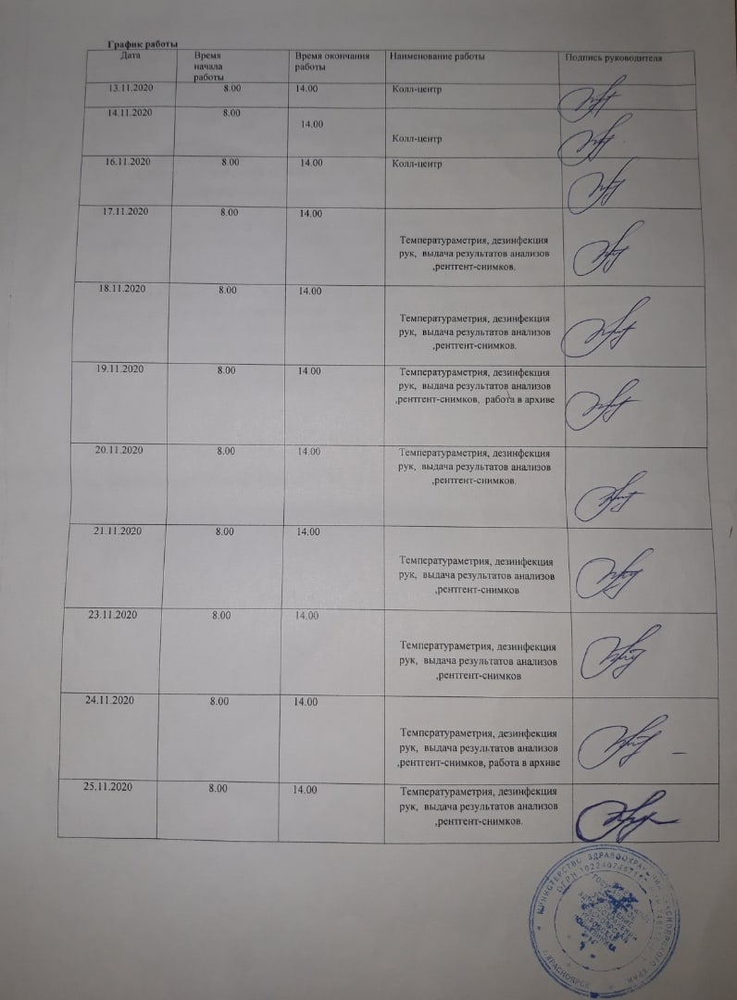 График работы
Дата Время начала работы Время окончания работы Наименование работы Подпись руководителя
13.11.2020 8.00 14.00 Колл-центр
14.11.2020 8.00 14.00 Колл-центр
16.11.2020 8.00 14.00 Колл-центр
17.11.2020 8.00 14.00
Температураметрия, дезинфекция
рук, выдача результатов анализов
,рентгент-снимков.
18.11.2020 8.00 14.00
Температураметрия, дезинфекция
рук, выдача результатов анализов
,рентгент-снимков.
19.11.2020 8.00 14.00 Температураметрия, дезинфекция
рук, выдача результатов анализов
,рентгент-снимков, работа в архиве
20.11.2020 8.00 14.00 Температураметрия, дезинфекция
рук, выдача результатов анализов
,рентгент-снимков.
21.11.2020 8.00 14.00
Температураметрия, дезинфекция
рук, выдача результатов анализов
,рентгент-снимков
23.11.2020 8.00 14.00
Температураметрия, дезинфекция
рук, выдача результатов анализов
,рентгент-снимков
24.11.2020 8.00 14.00
Температураметрия, дезинфекция
рук, выдача результатов анализов
,рентгент-снимков, работа в архиве
25.11.2020 8.00 14.00 Температураметрия, дезинфекция
рук, выдача результатов анализов
,рентгент-снимков.
МИНИСТЕРСТВО ЗДРАВООХРАНЕНИЯ КРАСНОЯРСКОГО КРАЯ
ОГРН
г.КРАСНОЯРСК